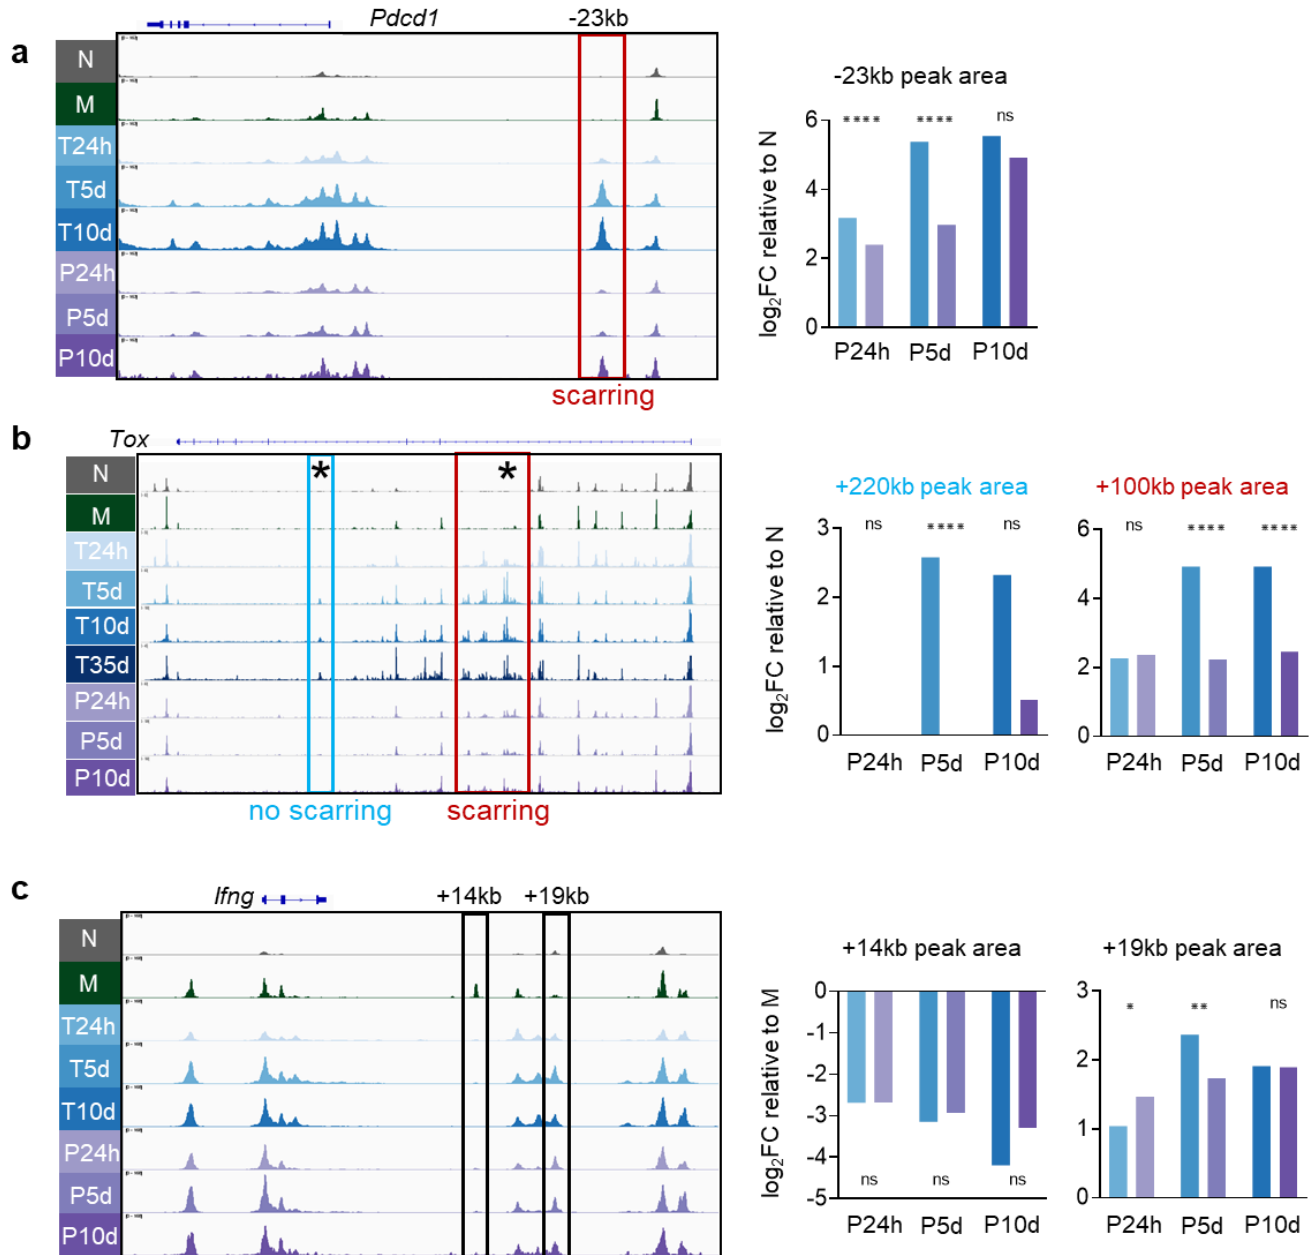 a
Pdcd1 -23kb
N
M
T24h
T5d
T10d
P24h
P5d
P10d
scarring
-23kb peak area
log2FC relative to N
6
4
2
0
**** **** ns
P24h P5d P10d
b
Tox
N
M
T24h
T5d
T10d
T35d
P24h
P5d
P10d
* *
no scarring scarring
+220kb peak area
log2FC relative to N
3
2
1
0
ns **** ns
P24h P5d P10d
+100kb peak area
6
4
2
0
ns **** ****
P24h P5d P10d
c
Ifng +14kb +19kb
N
M
T24h
T5d
T10d
P24h
P5d
P10d
+14kb peak area
log2FC relative to M
0
-1
-2
-3
-4
-5
ns ns ns
P24h P5d P10d
+19kb peak area
3
2
1
0
* ** ns
P24h P5d P10d